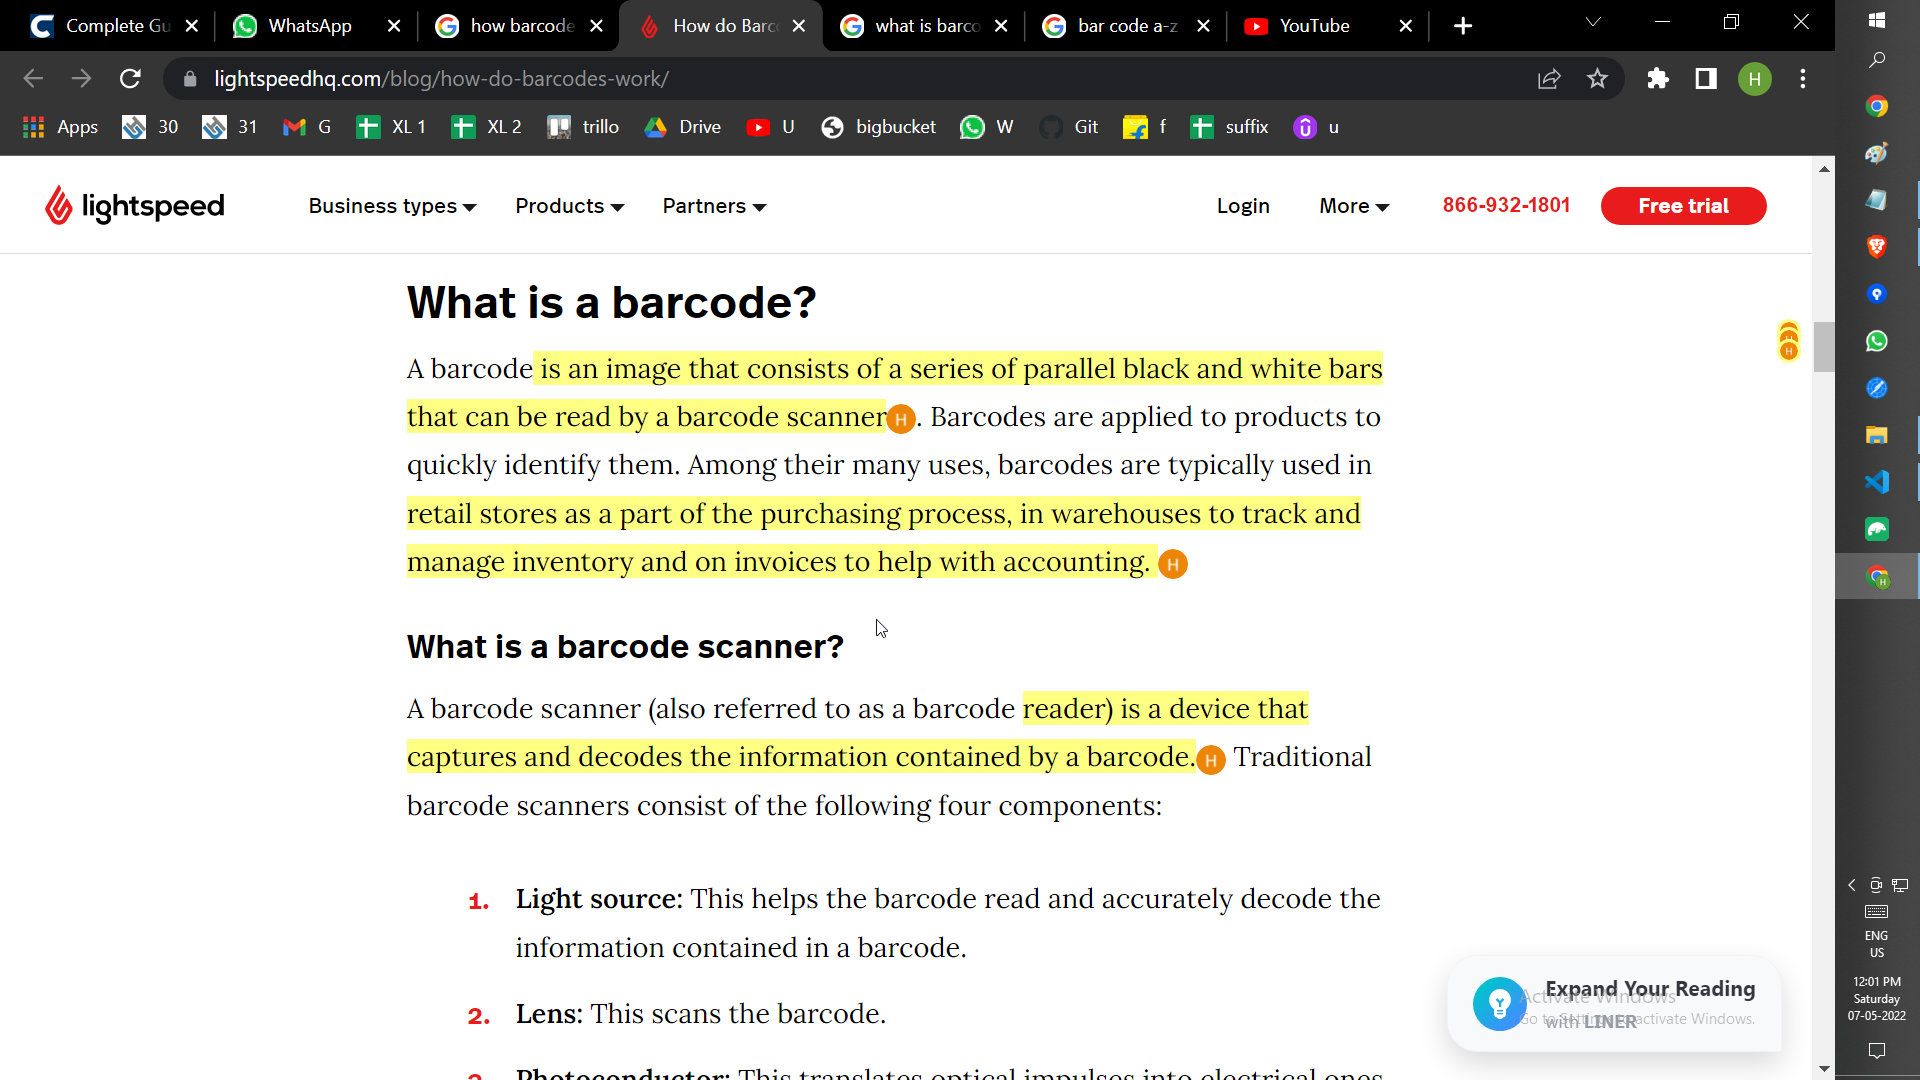 Complete Gu
WhatsApp
how barcode
How do Barc
what is barco
bar code a-z
YouTube
lightspeedhq.com/blog/how-do-barcodes-work/
H
Apps
30
31
G
XL 1
XL 2
trillo
Drive
U
bigbucket
W
Git
f
suffix
u
lightspeed
Business types
Products
Partners
Login
More
866-932-1801
Free trial
What is a barcode?
A barcode is an image that consists of a series of parallel black and white bars
that can be read by a barcode scanner H . Barcodes are applied to products to
quickly identify them. Among their many uses, barcodes are typically used in
retail stores as a part of the purchasing process, in warehouses to track and
manage inventory and on invoices to help with accounting. H
What is a barcode scanner?
A barcode scanner (also referred to as a barcode reader) is a device that
captures and decodes the information contained by a barcode. H Traditional
barcode scanners consist of the following four components:
1. Light source: This helps the barcode read and accurately decode the
information contained in a barcode.
2. Lens: This scans the barcode.
3. Photoconductor: This translates optical impulses into electrical ones
Expand Your Reading
with LINER
Activate Windows
Go to Settings to activate Windows.
ENG
US
12:01 PM
Saturday
07-05-2022